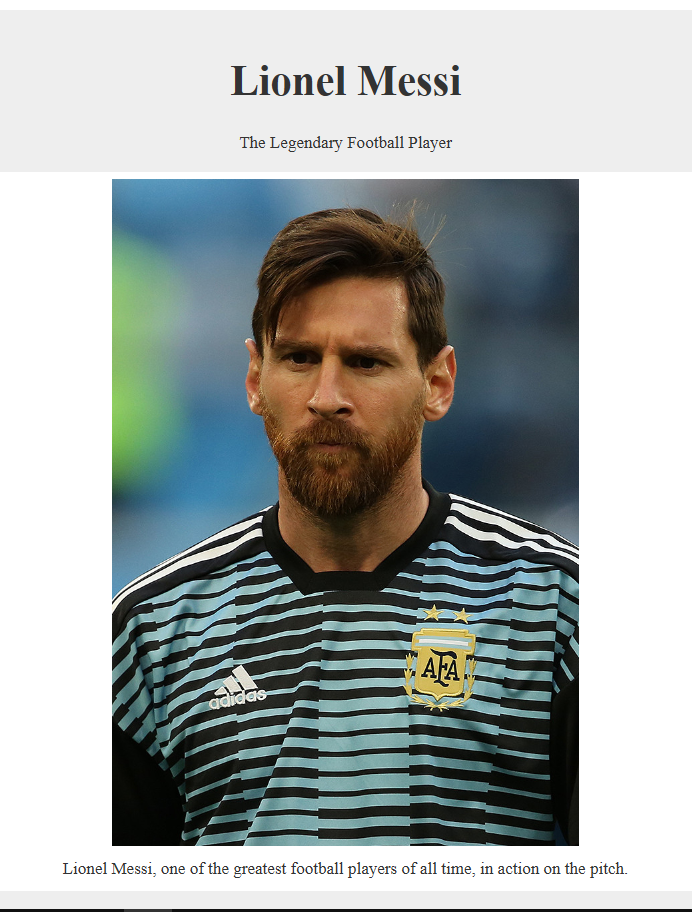 Lionel Messi
The Legendary Football Player
adidas
AFA
Lionel Messi, one of the greatest football players of all time, in action on the pitch.